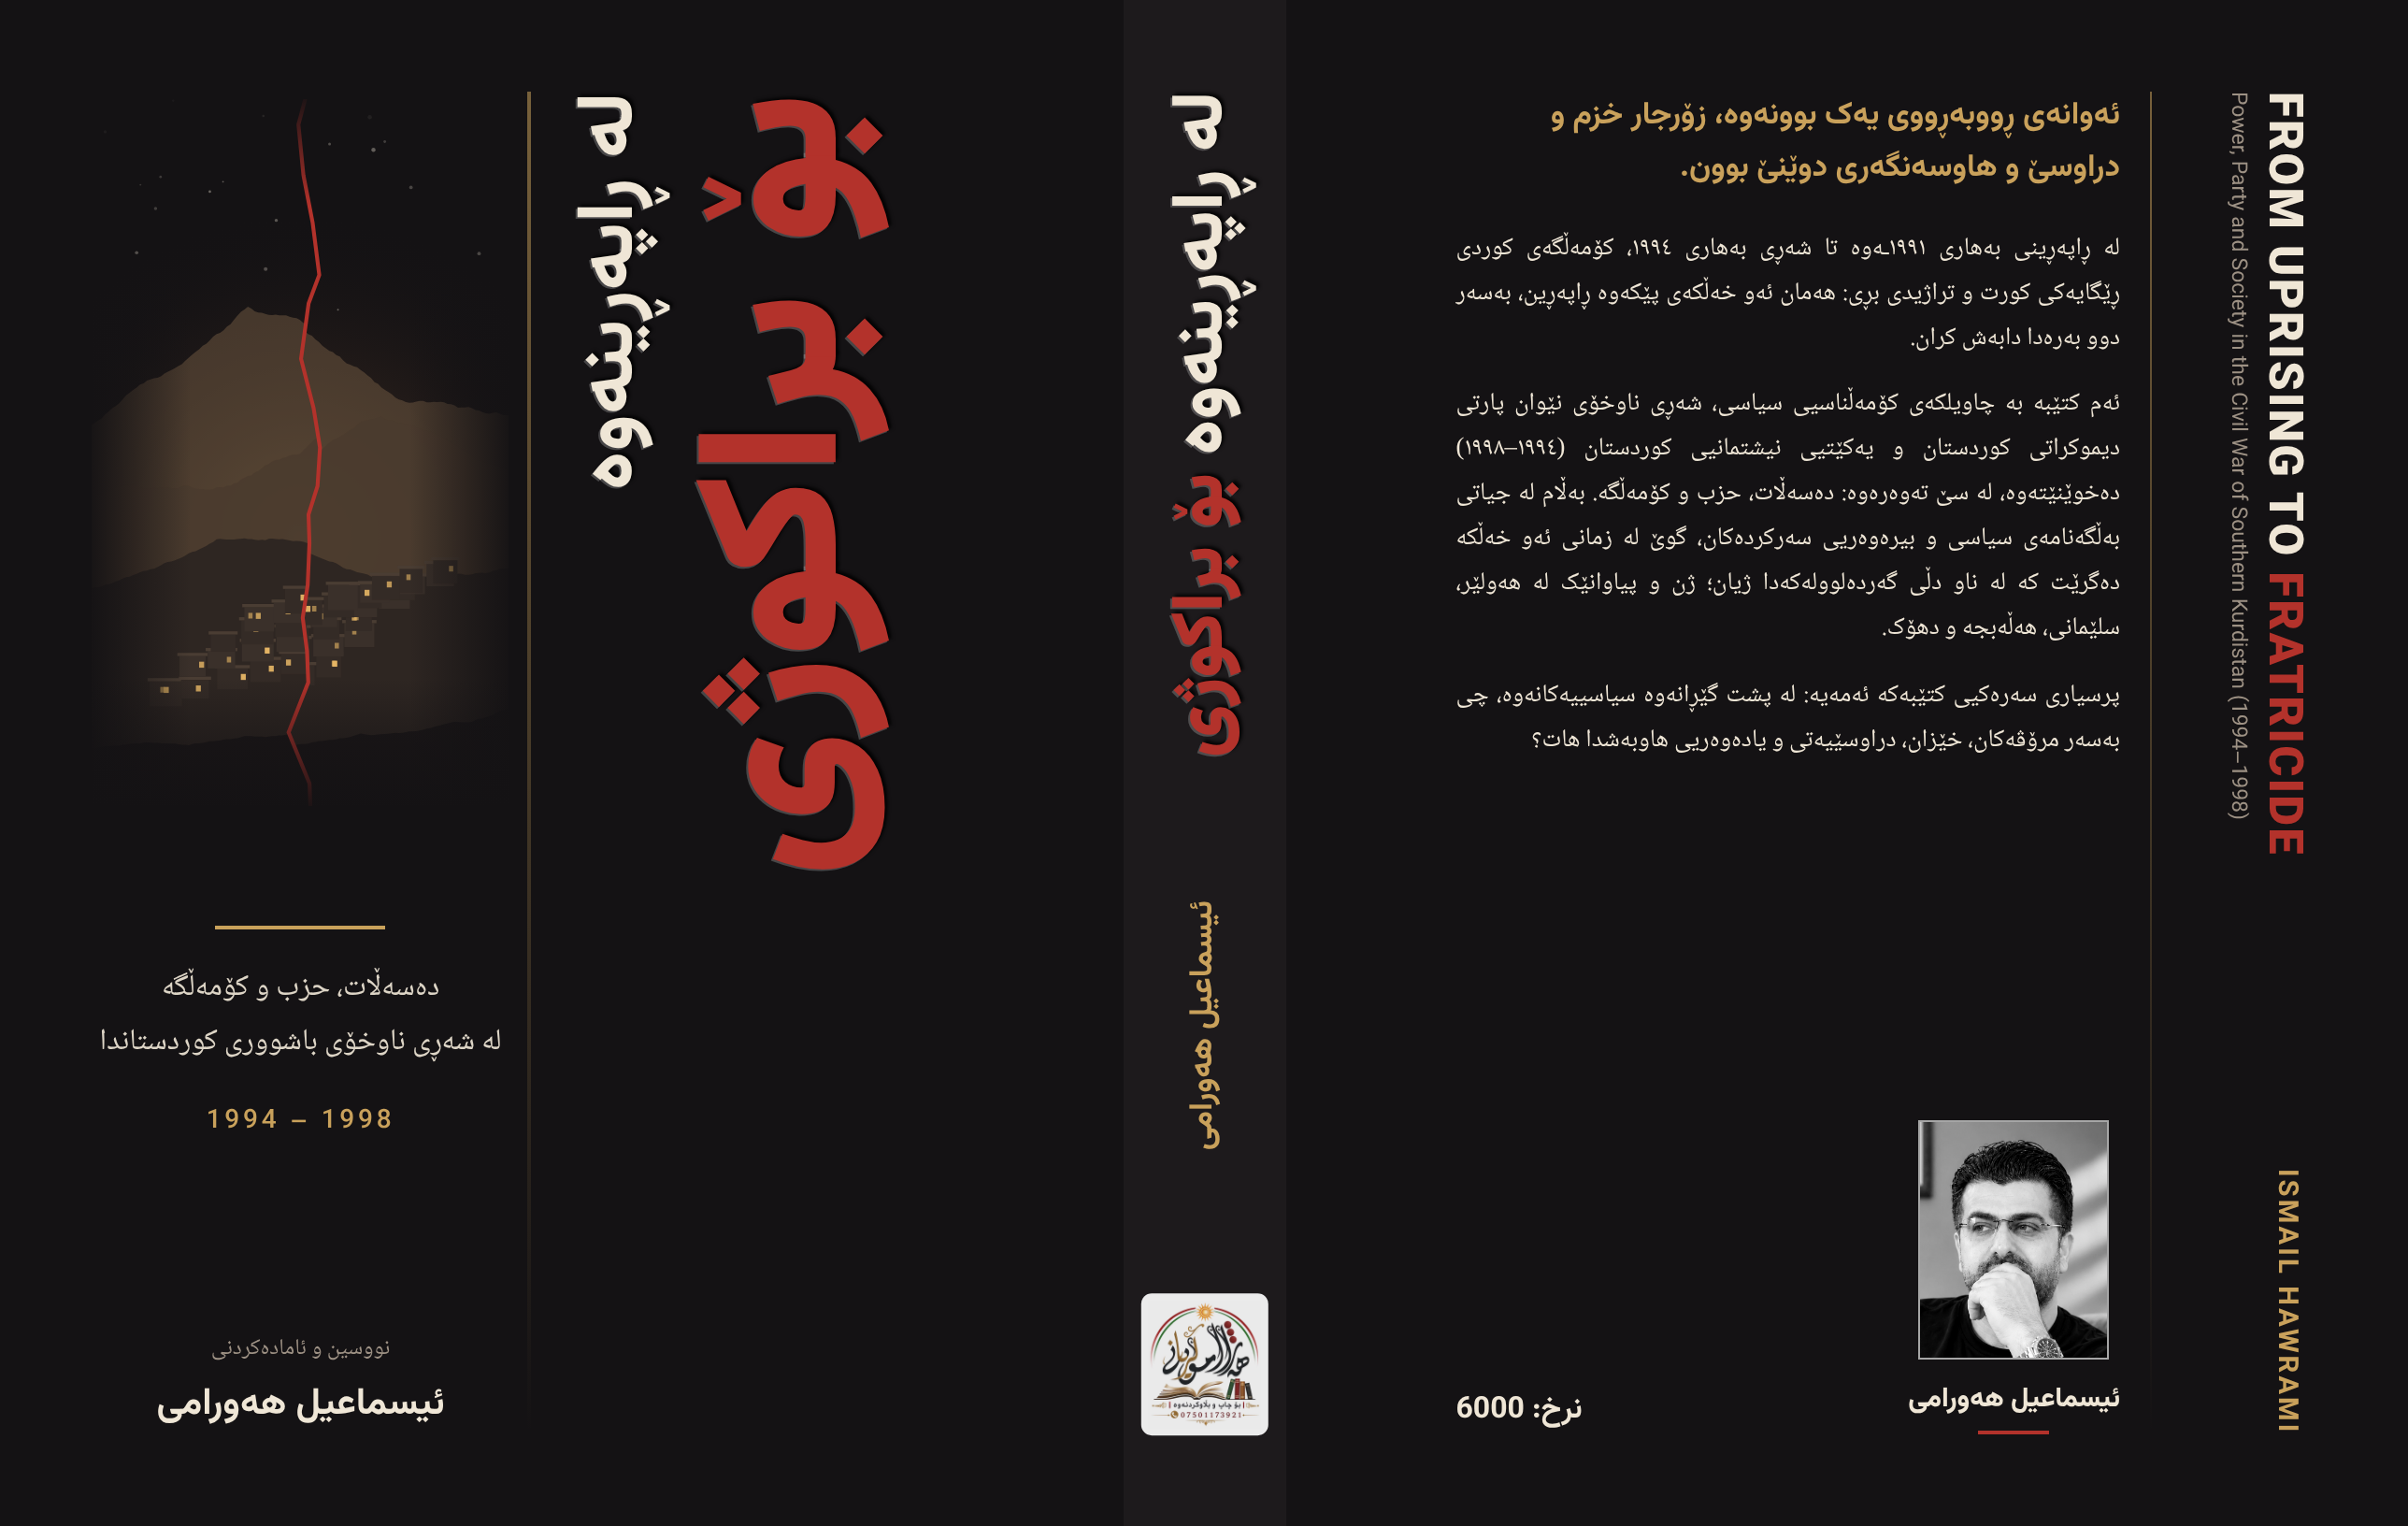 لە ڕاپەڕینەوە
بۆ براکوژی
دەسەڵات، حزب و کۆمەڵگە
لە شەڕی ناوخۆی باشووری کوردستاندا
1994 – 1998
نووسین و ئامادەکردنی
ئیسماعیل هەورامی
لە ڕاپەڕینەوە بۆ براکوژی
ئیسماعیل هەورامی
بۆ چاپ و بڵاوکردنەوە
07501173921
ئەوانەی ڕووبەڕووی یەک بوونەوە، زۆرجار خزم و
دراوسێ و هاوسەنگەری دوێنێ بوون.
لە ڕاپەڕینی بەهاری ١٩٩١ـەوە تا شەڕی بەهاری ١٩٩٤، کۆمەڵگەی کوردی
ڕێگایەکی کورت و تراژیدی بڕی: هەمان ئەو خەڵکەی پێکەوە ڕاپەڕین، بەسەر
دوو بەرەدا دابەش کران.
ئەم کتێبە بە چاویلکەی کۆمەڵناسیی سیاسی، شەڕی ناوخۆی نێوان پارتی
دیموکراتی کوردستان و یەکێتیی نیشتمانیی کوردستان (١٩٩٤–١٩٩٨)
دەخوێنێتەوە، لە سێ تەوەرەوە: دەسەڵات، حزب و کۆمەڵگە. بەڵام لە جیاتی
بەڵگەنامەی سیاسی و بیرەوەریی سەرکردەکان، گوێ لە زمانی ئەو خەڵکە
دەگرێت کە لە ناو دڵی گەردەلوولەکەدا ژیان؛ ژن و پیاوانێک لە هەولێر،
سلێمانی، هەڵەبجە و دهۆک.
پرسیاری سەرەکیی کتێبەکە ئەمەیە: لە پشت گێڕانەوە سیاسییەکانەوە، چی
بەسەر مرۆڤەکان، خێزان، دراوسێیەتی و یادەوەریی هاوبەشدا هات؟
ئیسماعیل هەورامی
نرخ: 6000
FROM UPRISING TO FRATRICIDE
Power, Party and Society in the Civil War of Southern Kurdistan (1994–1998)
ISMAIL HAWRAMI